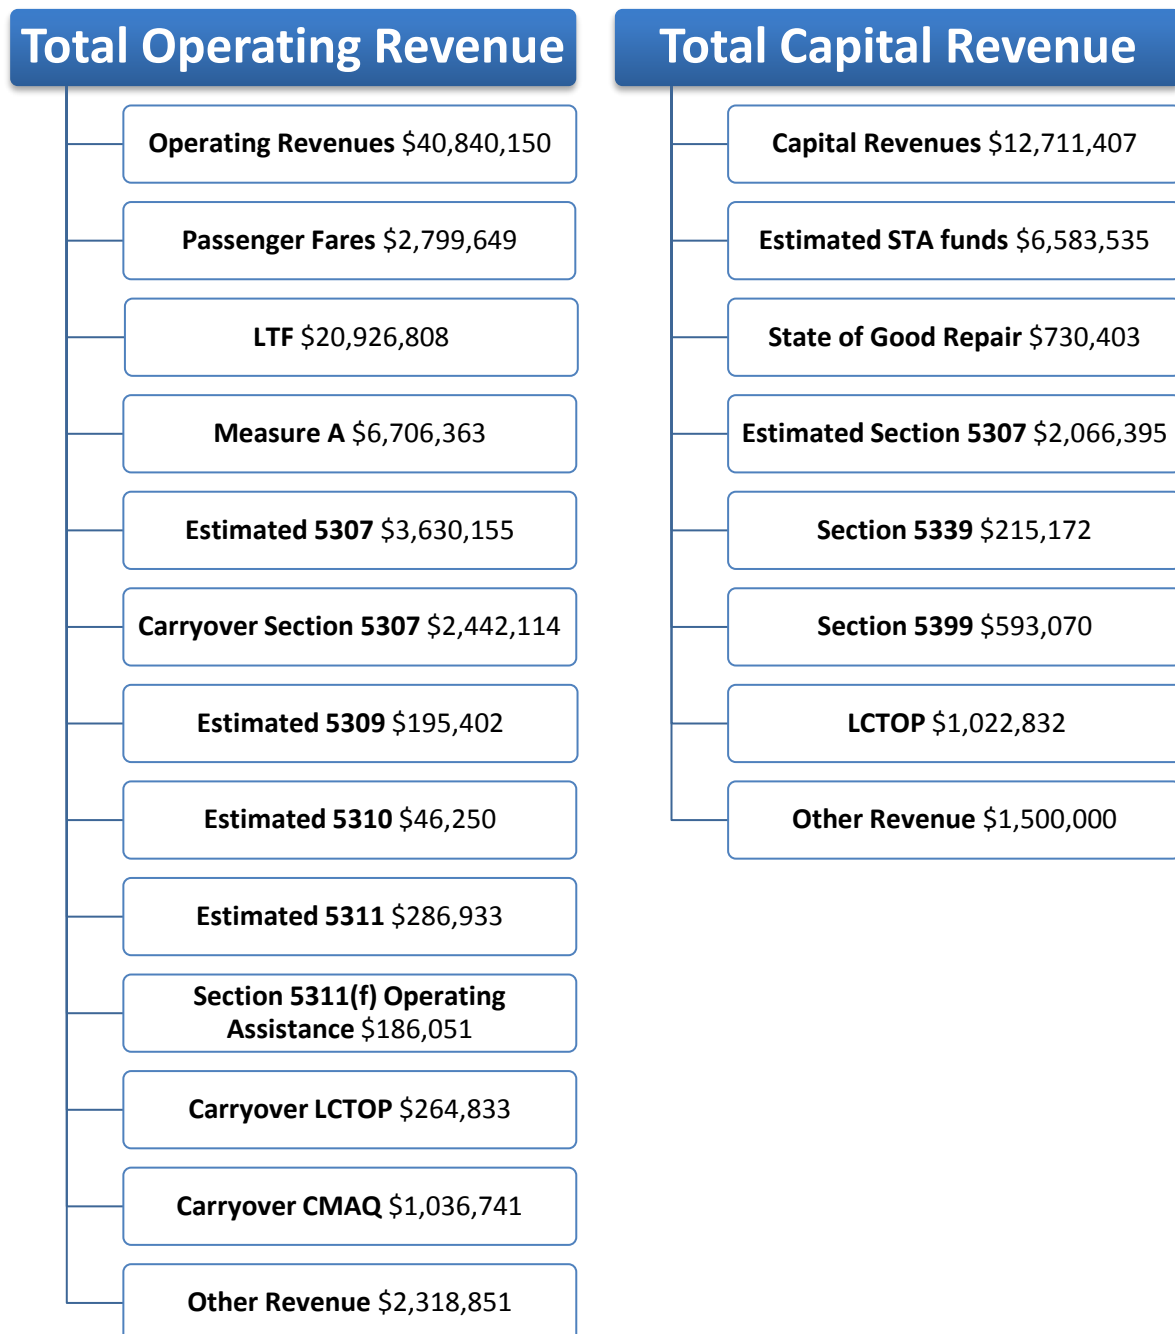 Total Operating Revenue
Operating Revenues $40,840,150
Passenger Fares $2,799,649
LTF $20,926,808
Measure A $6,706,363
Estimated 5307 $3,630,155
Carryover Section 5307 $2,442,114
Estimated 5309 $195,402
Estimated 5310 $46,250
Estimated 5311 $286,933
Section 5311(f) Operating
Assistance $186,051
Carryover LCTOP $264,833
Carryover CMAQ $1,036,741
Other Revenue $2,318,851
Total Capital Revenue
Capital Revenues $12,711,407
Estimated STA funds $6,583,535
State of Good Repair $730,403
Estimated Section 5307 $2,066,395
Section 5339 $215,172
Section 5399 $593,070
LCTOP $1,022,832
Other Revenue $1,500,000